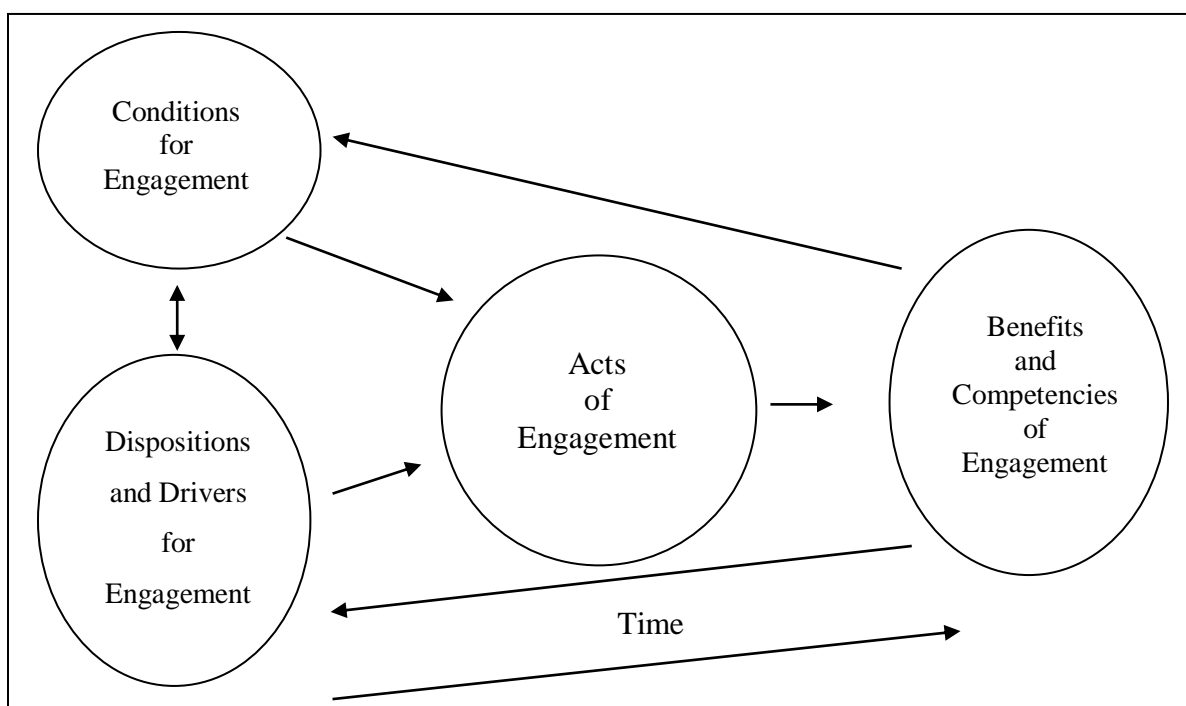 Conditions
for
Engagement
Dispositions
and Drivers
for
Engagement
Acts
of
Engagement
Benefits
and
Competencies
of
Engagement
Time